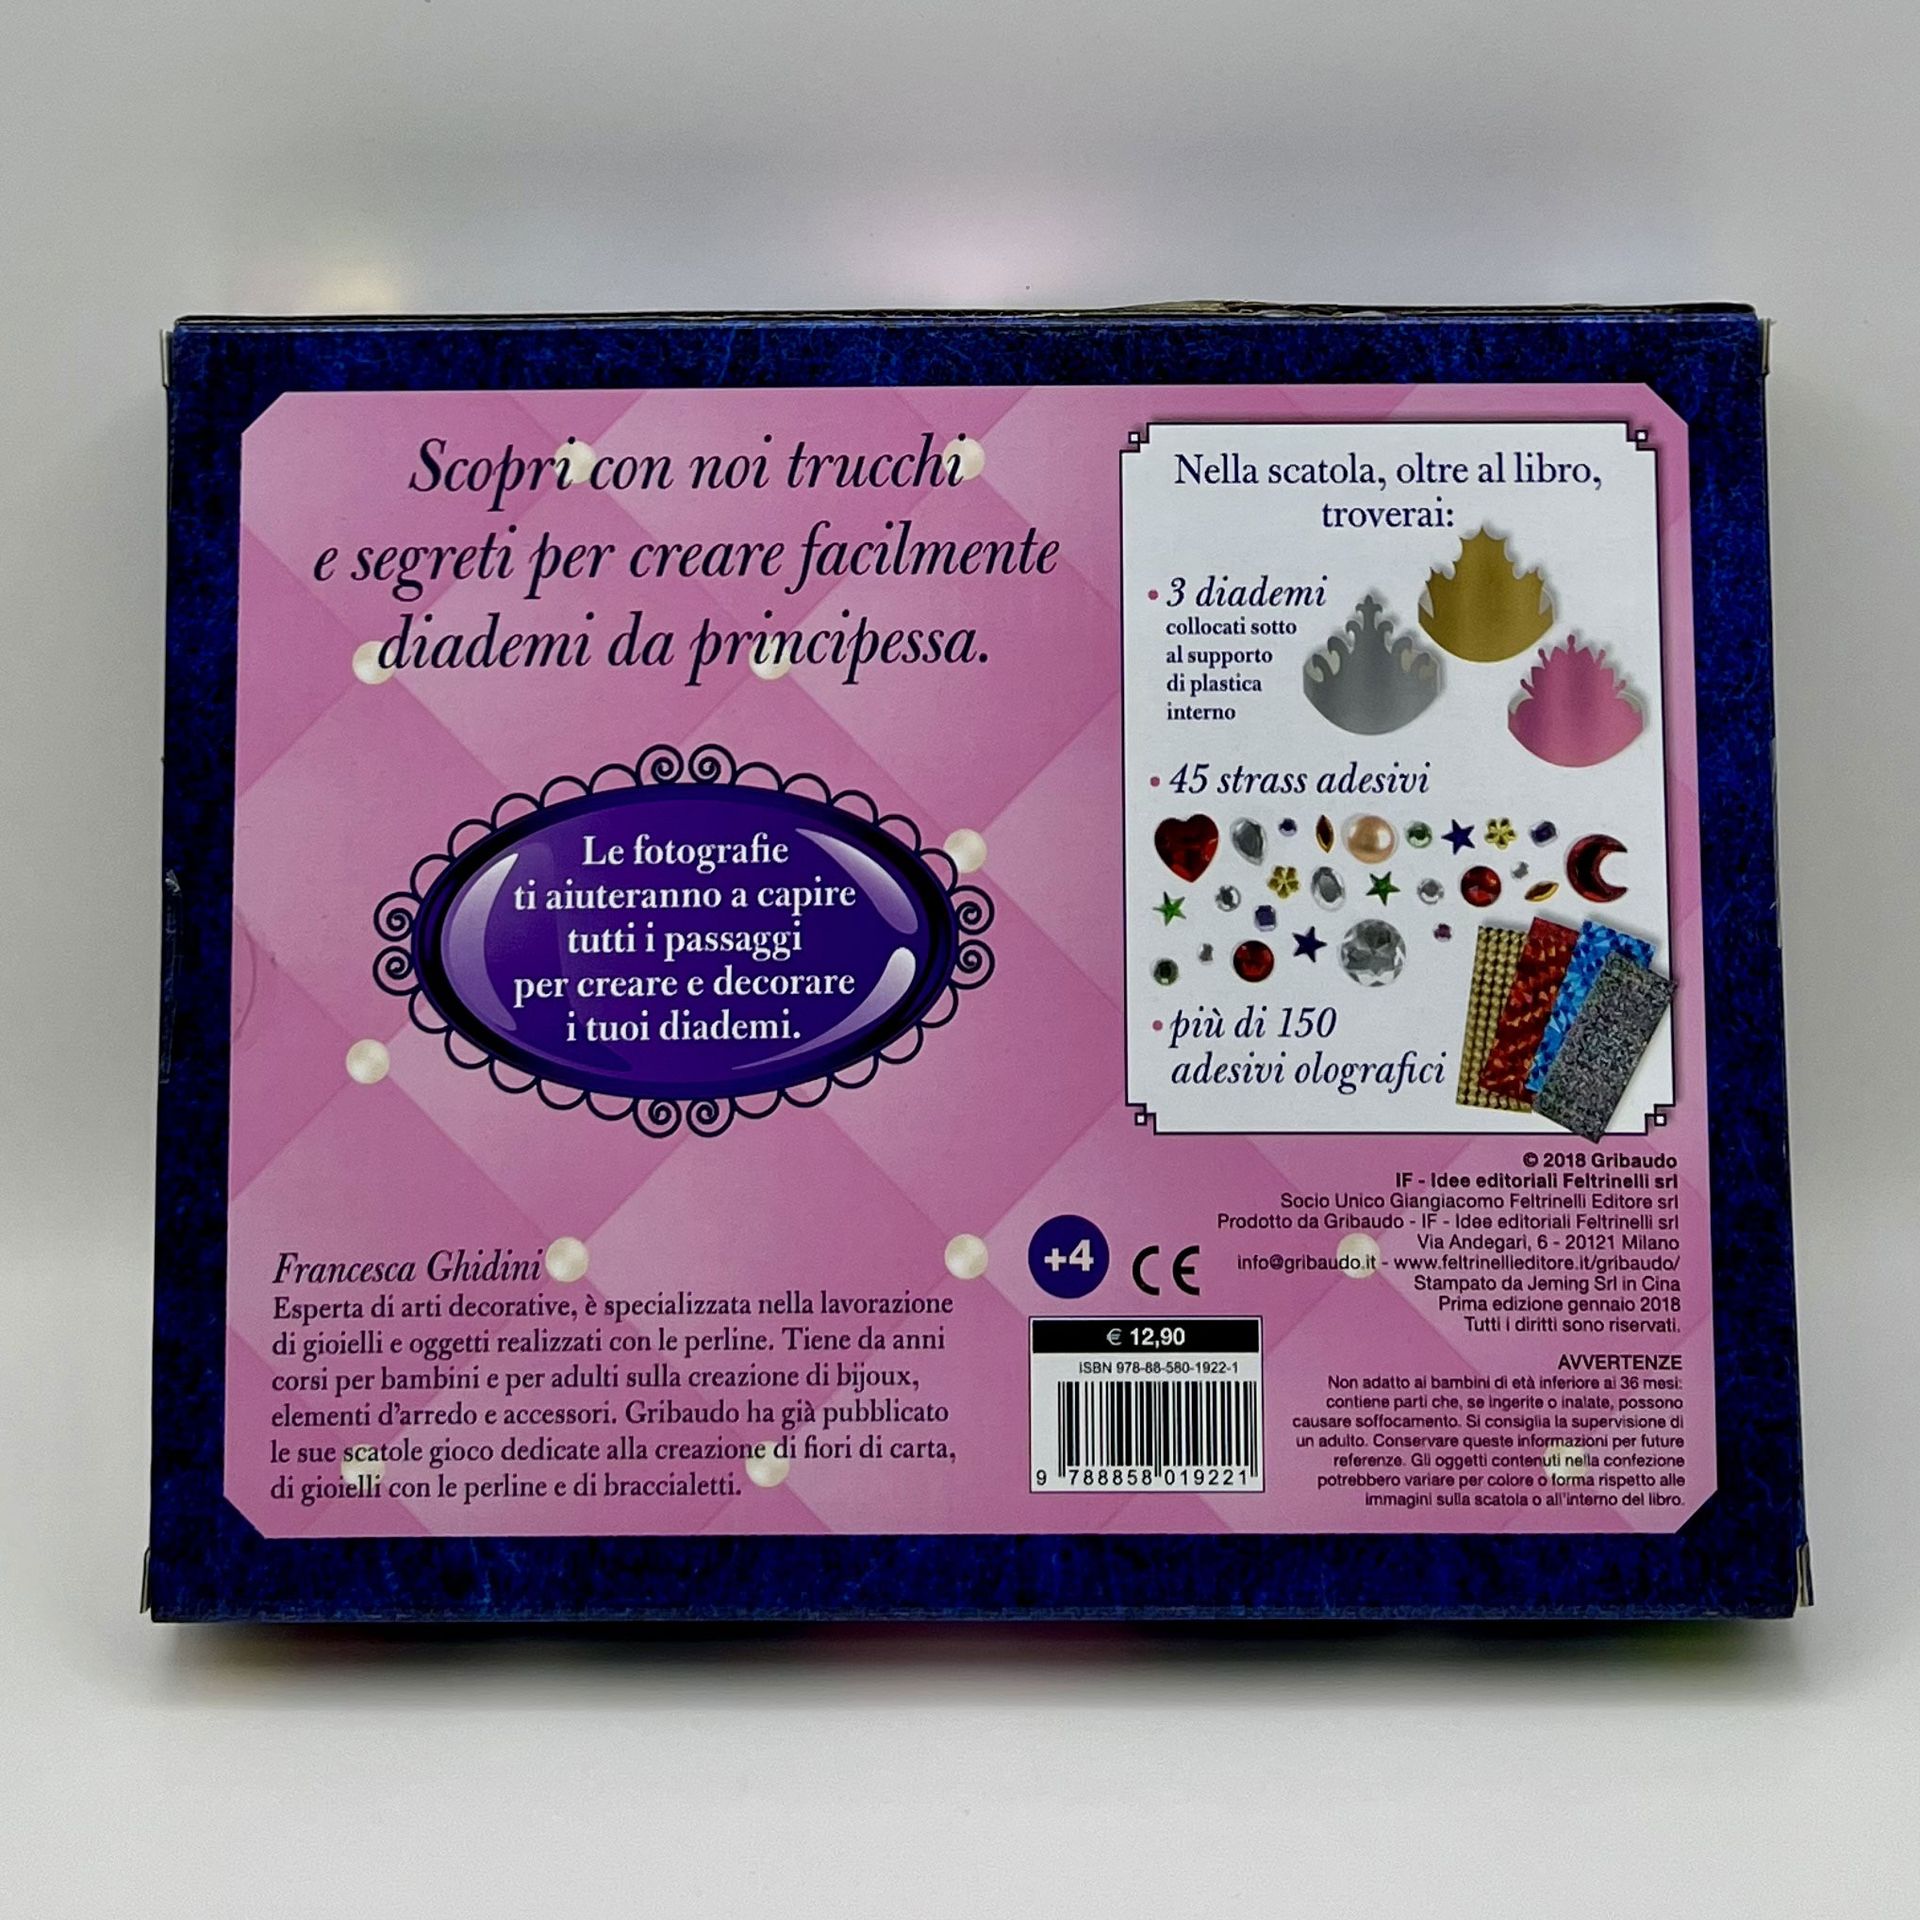 Scopri con noi trucchi
e segreti per creare facilmente
diademi da principessa.
Le fotografie
ti aiuteranno a capire
tutti i passaggi
per creare e decorare
i tuoi diademi.
Nella scatola, oltre al libro,
troverai:
• 3 diademi
collocati sotto
al supporto
di plastica
interno
• 45 strass adesivi
• più di 150
adesivi olografici
© 2018 Gribaudo
IF - Idee editoriali Feltrinelli srl
Socio Unico Giangiacomo Feltrinelli Editore srl
Prodotto da Gribaudo - IF - Idee editoriali Feltrinelli srl
Via Andegari, 6 - 20121 Milano
info@gribaudo.it - www.feltrinellieditore.it/gribaudo/
Stampato da Jeming Srl in Cina
Prima edizione gennaio 2018
Tutti i diritti sono riservati.
AVVERTENZE
Non adatto ai bambini di età inferiore ai 36 mesi:
contiene parti che, se ingerite o inalate, possono
causare soffocamento. Si consiglia la supervisione di
un adulto. Conservare queste informazioni per future
referenze. Gli oggetti contenuti nella confezione
potrebbero variare per colore o forma rispetto alle
immagini sulla scatola o all'interno del libro.
+4 CE
€ 12,90
ISBN 978-88-580-1922-1
9 788858 019221
Francesca Ghidini
Esperta di arti decorative, è specializzata nella lavorazione
di gioielli e oggetti realizzati con le perline. Tiene da anni
corsi per bambini e per adulti sulla creazione di bijoux,
elementi d'arredo e accessori. Gribaudo ha già pubblicato
le sue scatole gioco dedicate alla creazione di fiori di carta,
di gioielli con le perline e di braccialetti.